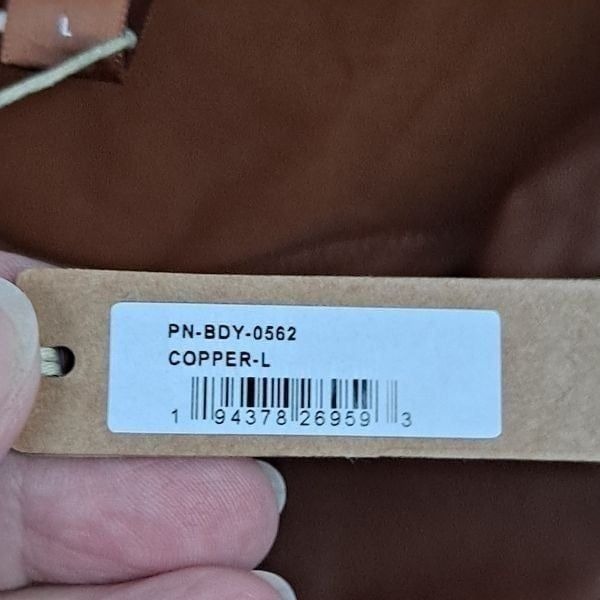 L
PN-BDY-0562
COPPER-L
1 94378 26959 3